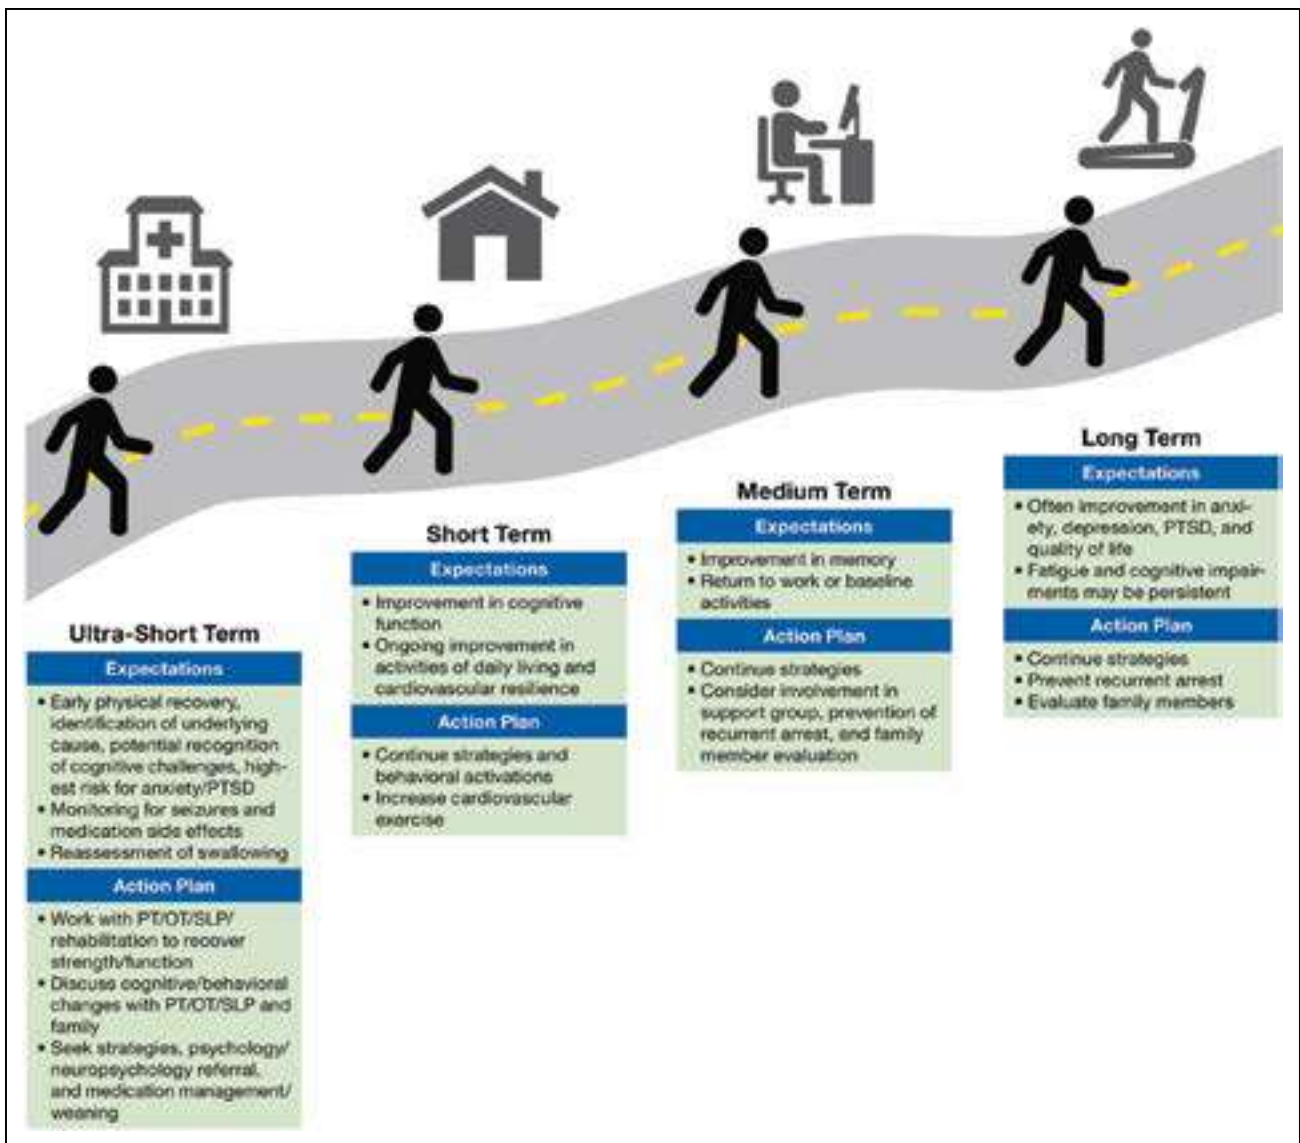 Ultra-Short Term
Expectations
• Early physical recovery,
identification of underlying
cause, potential recognition
of cognitive challenges, high-
est risk for anxiety/PTSD
• Monitoring for seizures and
medication side effects
• Reassessment of swallowing
Action Plan
• Work with PT/OT/SLP/
rehabilitation to recover
strength/function
• Discuss cognitive/behavioral
changes with PT/OT/SLP and
family
• Seek strategies, psychology/
neuropsychology referral,
and medication management/
weaning
Short Term
Expectations
• Improvement in cognitive
function
• Ongoing improvement in
activities of daily living and
cardiovascular resilience
Action Plan
• Continue strategies and
behavioral activations
• Increase cardiovascular
exercise
Medium Term
Expectations
• Improvement in memory
• Return to work or baseline
activities
Action Plan
• Continue strategies
• Consider involvement in
support group, prevention of
recurrent arrest, and family
member evaluation
Long Term
Expectations
• Often improvement in anxi-
ety, depression, PTSD, and
quality of life
• Fatigue and cognitive impair-
ments may be persistent
Action Plan
• Continue strategies
• Prevent recurrent arrest
• Evaluate family members